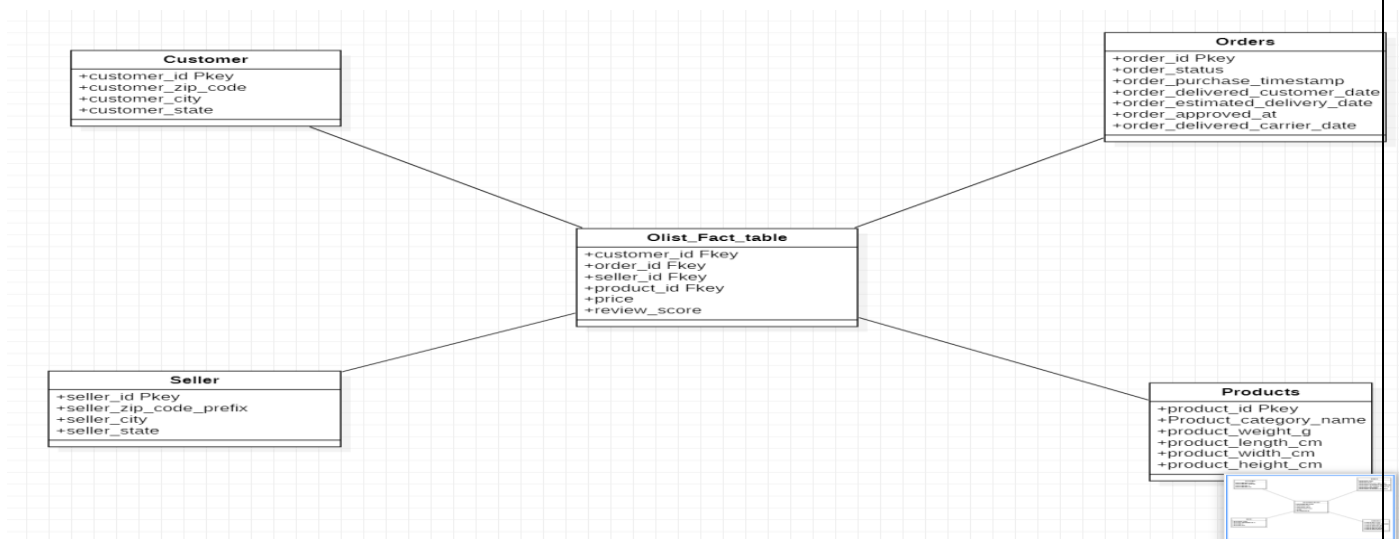 Customer
+customer_id Pkey
+customer_zip_code
+customer_city
+customer_state
Orders
+order_id Pkey
+order_status
+order_purchase_timestamp
+order_delivered_customer_date
+order_estimated_delivery_date
+order_approved_at
+order_delivered_carrier_date
Olist_Fact_table
+customer_id Fkey
+order_id Fkey
+seller_id Fkey
+product_id Fkey
+price
+review_score
Seller
+seller_id Pkey
+seller_zip_code_prefix
+seller_city
+seller_state
Products
+product_id Pkey
+Product_category_name
+product_weight_g
+product_length_cm
+product_width_cm
+product_height_cm